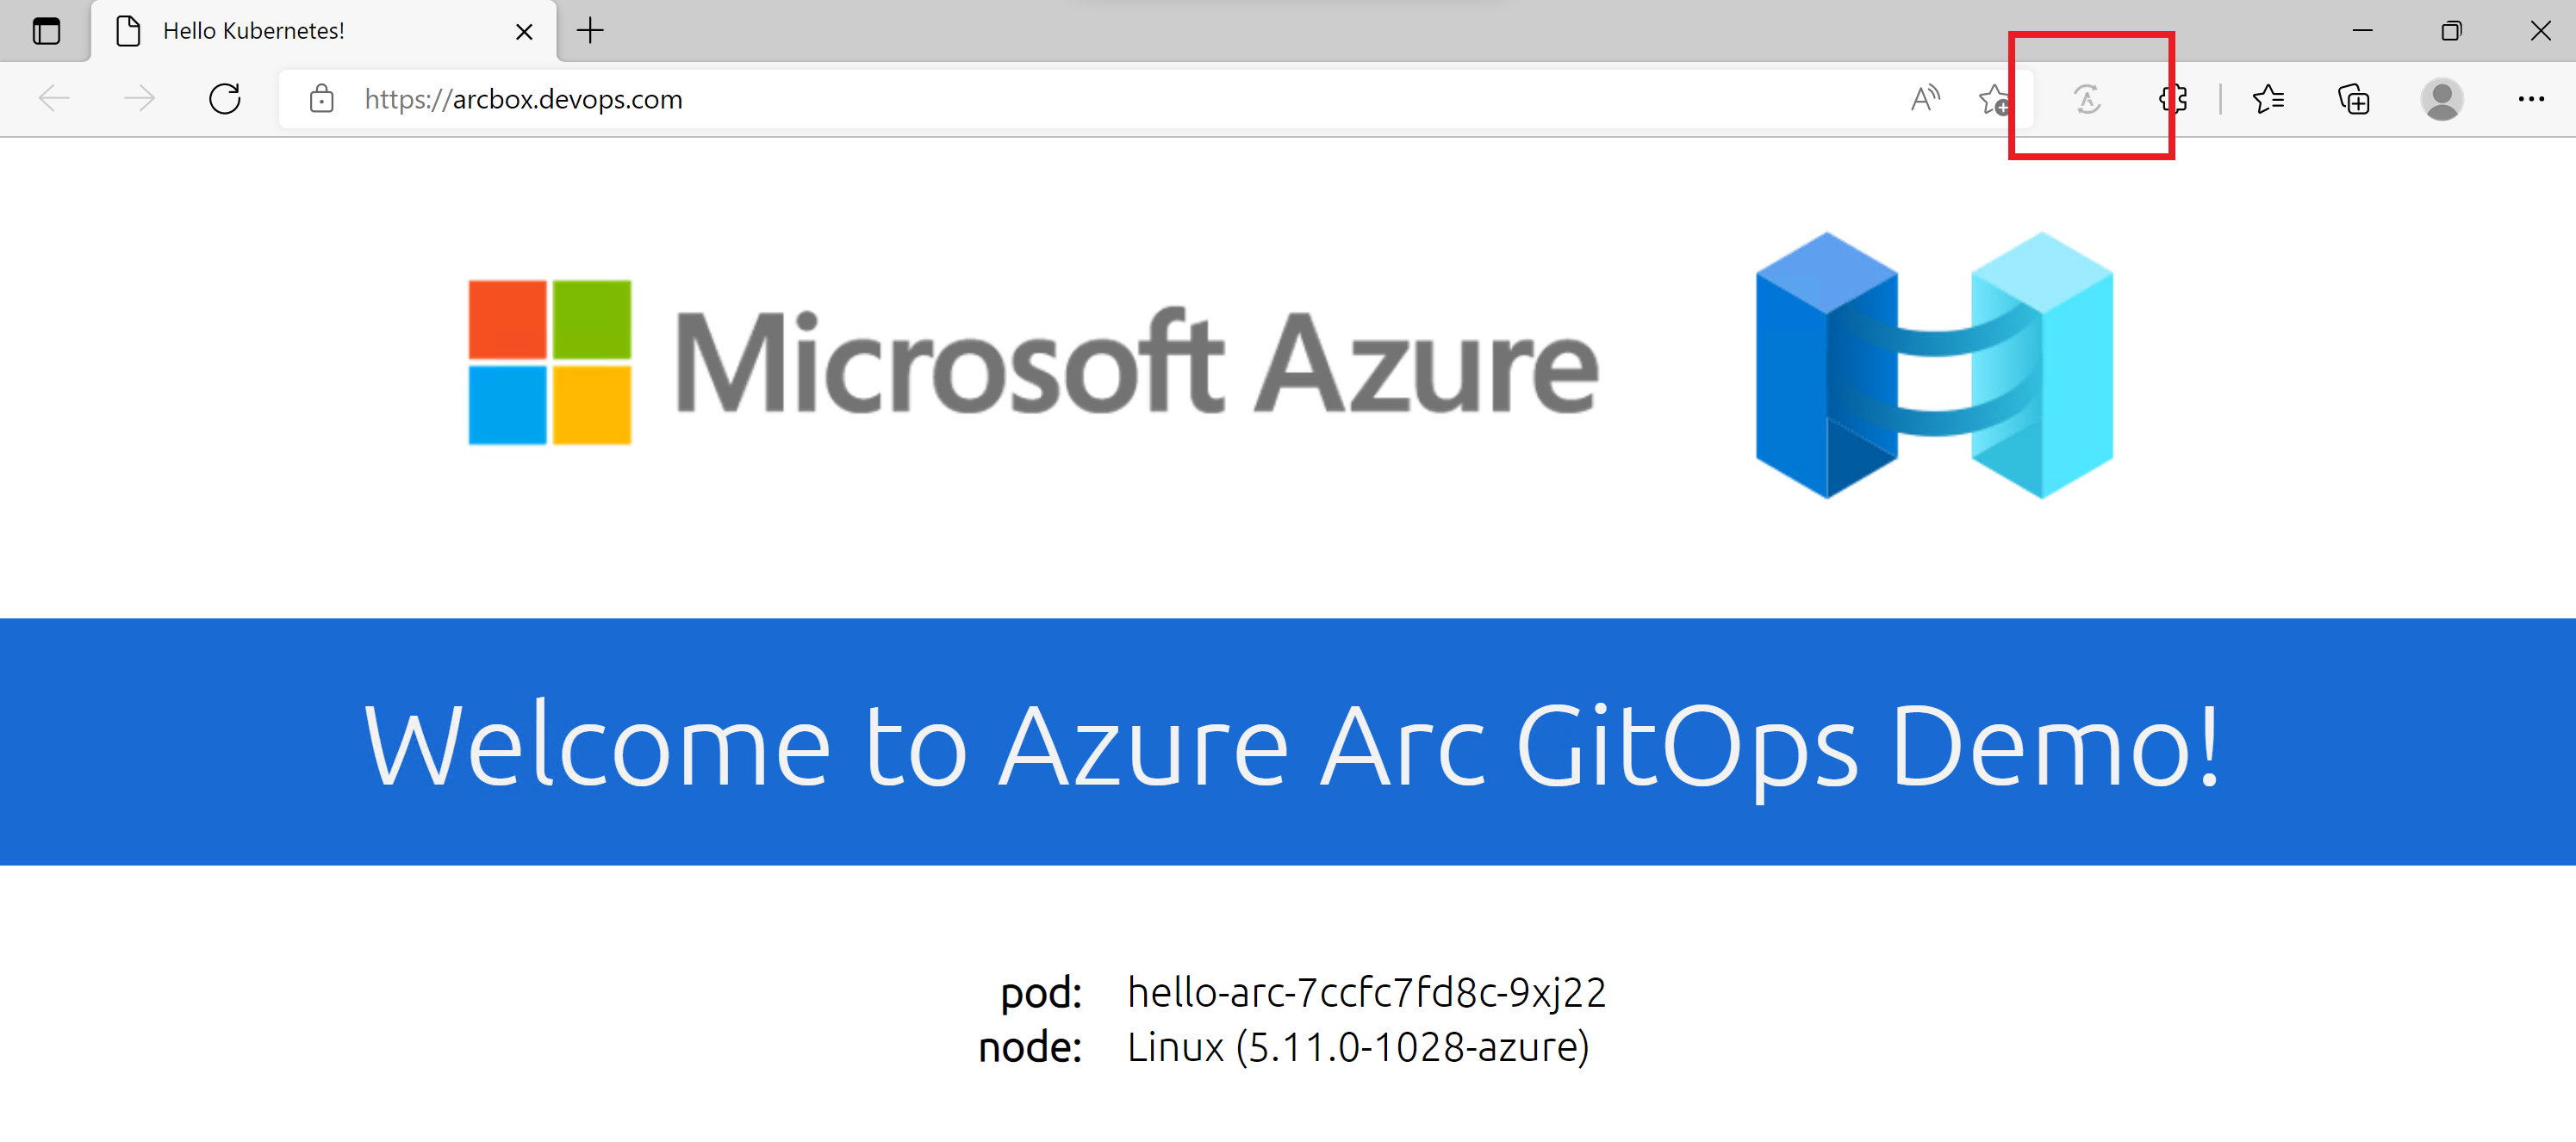 Hello Kubernetes!
https://arcbox.devops.com
Microsoft Azure
Welcome to Azure Arc GitOps Demo!
pod: hello-arc-7ccfc7fd8c-9xj22
node: Linux (5.11.0-1028-azure)